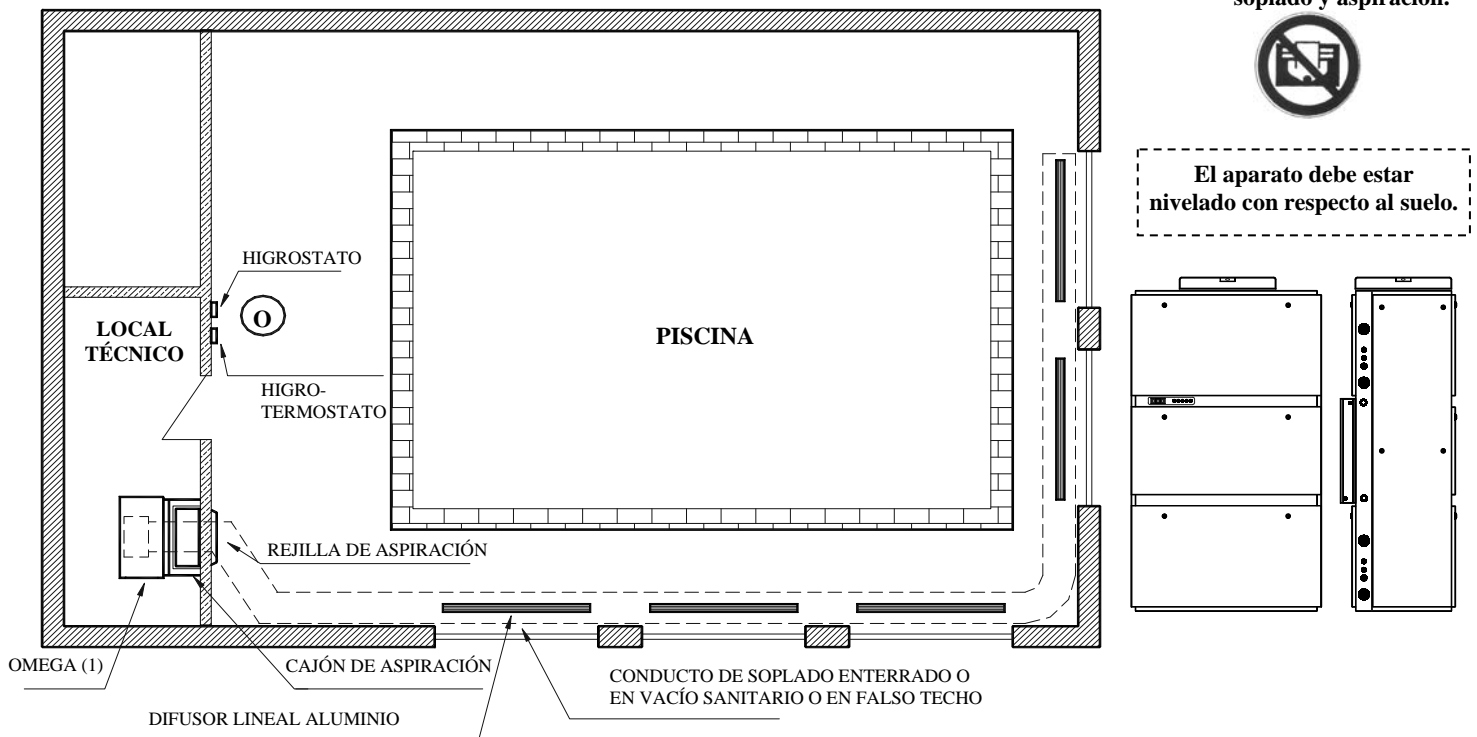 soplado y aspiración.
El aparato debe estar
nivelado con respecto al suelo.
HIGROSTATO
O
LOCAL
TÉCNICO
PISCINA
HIGRO-
TERMOSTATO
REJILLA DE ASPIRACIÓN
OMEGA (1)
CAJÓN DE ASPIRACIÓN
CONDUCTO DE SOPLADO ENTERRADO O
EN VACÍO SANITARIO O EN FALSO TECHO
DIFUSOR LINEAL ALUMINIO